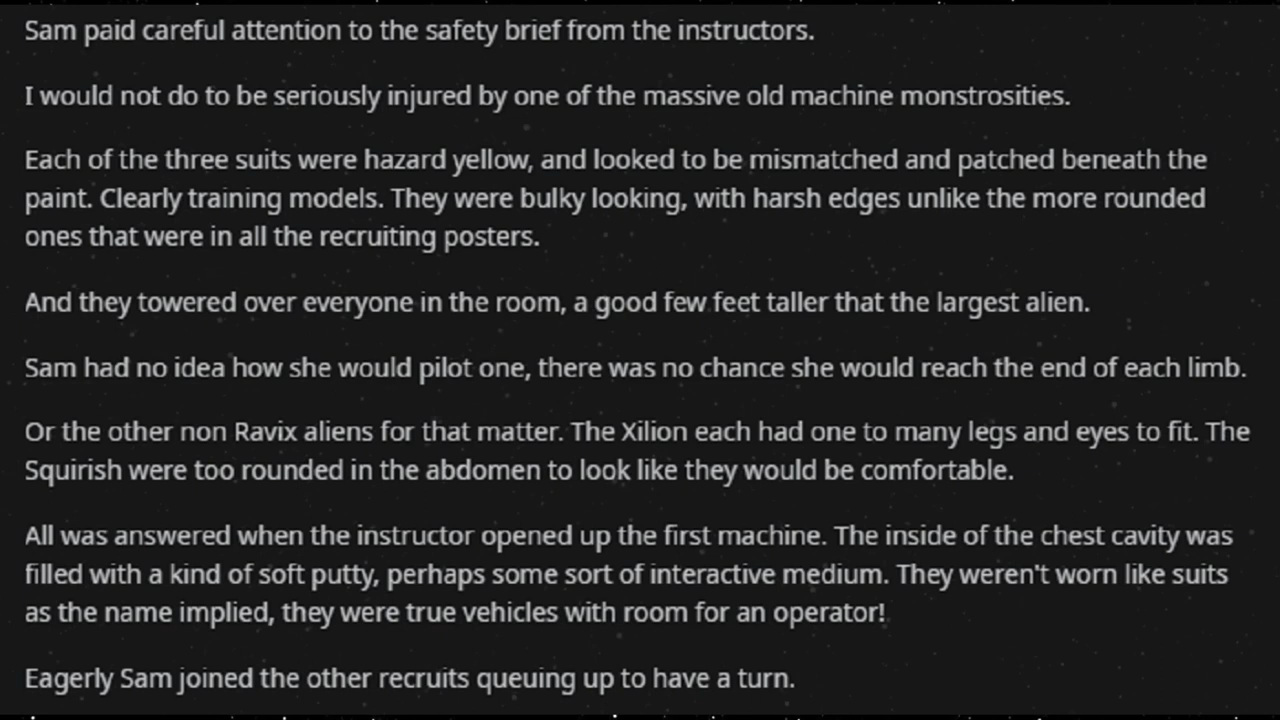 Sam paid careful attention to the safety brief from the instructors.
I would not do to be seriously injured by one of the massive old machine monstrosities.
Each of the three suits were hazard yellow, and looked to be mismatched and patched beneath the
paint. Clearly training models. They were bulky looking, with harsh edges unlike the more rounded
ones that were in all the recruiting posters.
And they towered over everyone in the room, a good few feet taller that the largest alien.
Sam had no idea how she would pilot one, there was no chance she would reach the end of each limb.
Or the other non Ravix aliens for that matter. The Xilion each had one to many legs and eyes to fit. The
Squirish were too rounded in the abdomen to look like they would be comfortable.
All was answered when the instructor opened up the first machine. The inside of the chest cavity was
filled with a kind of soft putty, perhaps some sort of interactive medium. They weren't worn like suits
as the name implied, they were true vehicles with room for an operator!
Eagerly Sam joined the other recruits queuing up to have a turn.